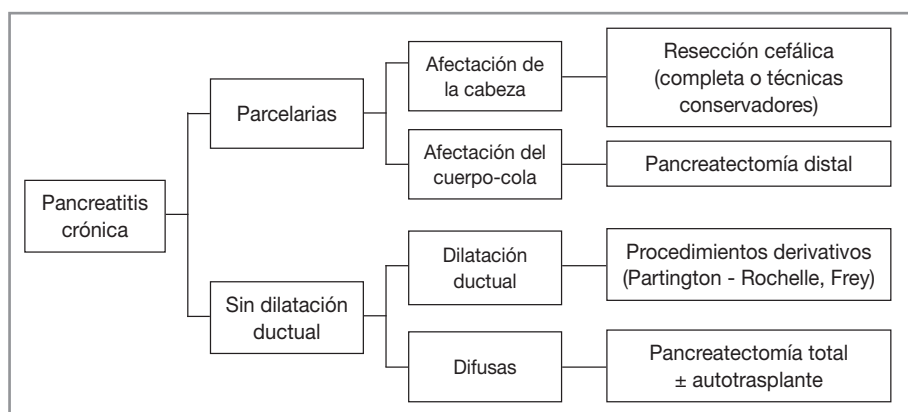 Pancreatitis
crónica
Parcelarias
Afectación de
la cabeza
Resección cefálica
(completa o técnicas
conservadores)
Afectación del
cuerpo-cola
Pancreatectomía distal
Sin dilatación
ductual
Dilatación
ductual
Procedimientos derivativos
(Partington - Rochelle, Frey)
Difusas
Pancreatectomía total
± autotrasplante